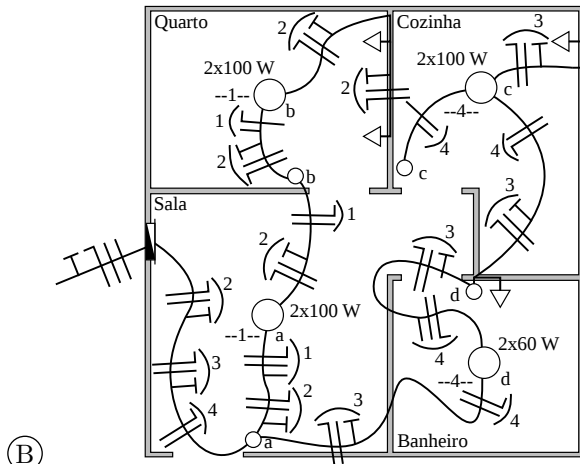 Quarto
Cozinha
2
3
2x100 W
2x100 W
--1--
b
2
c
1
--4--
2
4
4
b
c
Sala
3
1
2
3
2
d
2x100 W
--1--
a
2x60 W
1
4
3
--4--
d
2
4
3
4
a
Banheiro
B